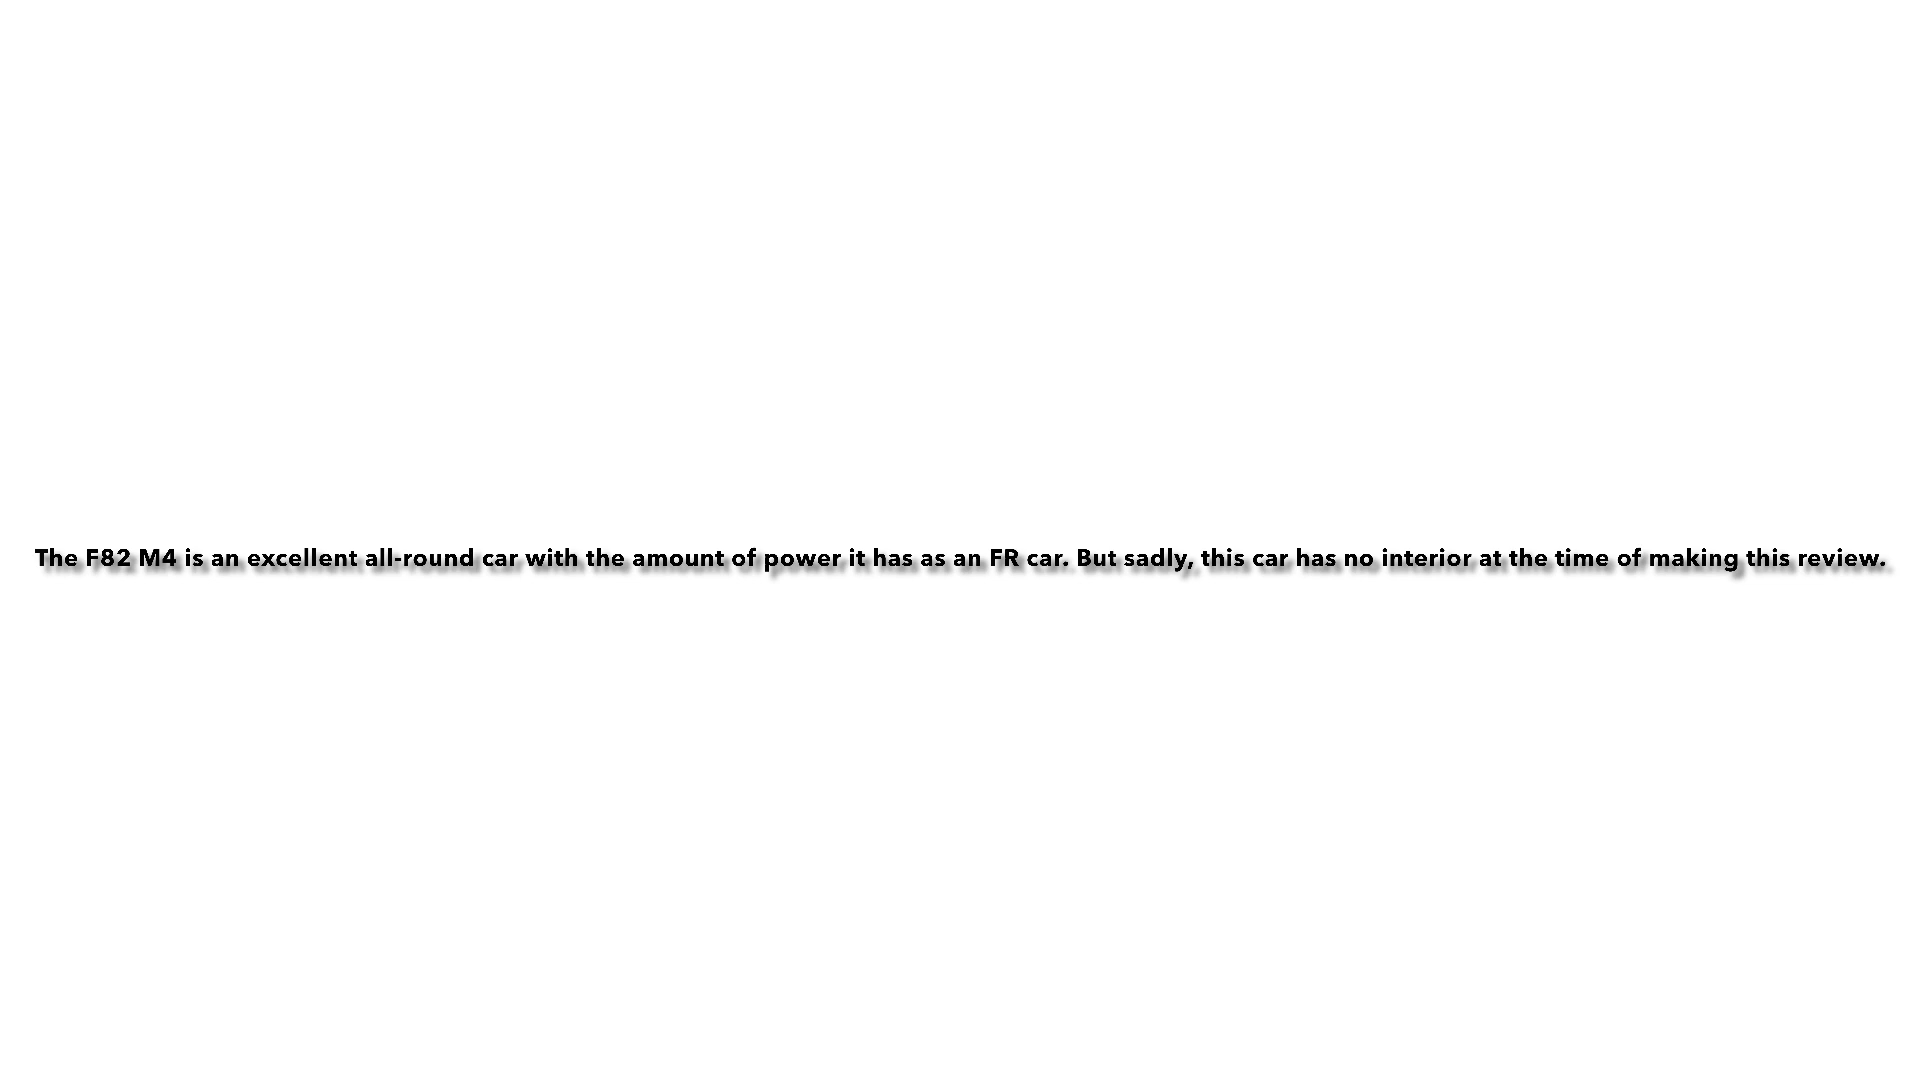 The F82 M4 is an excellent all-round car with the amount of power it has as an FR car. But sadly, this car has no interior at the time of making this review.